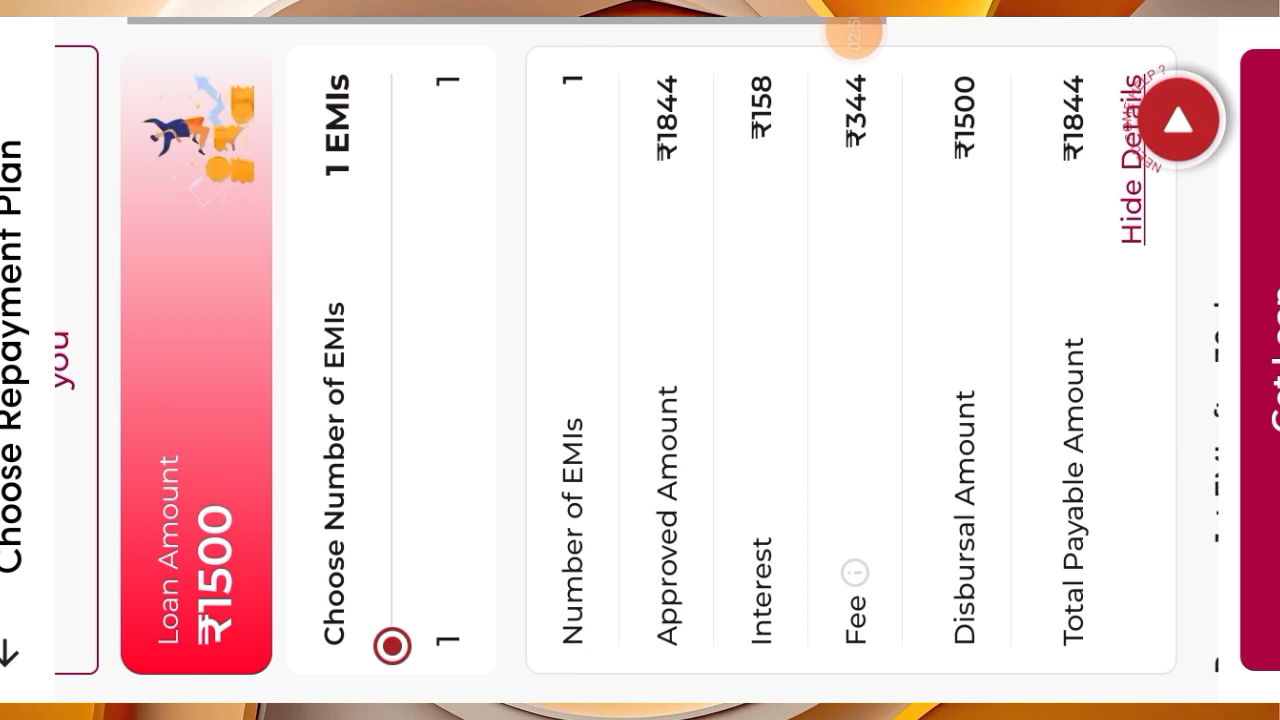 Choose Repayment Plan
you
Loan Amount
₹1500
Choose Number of EMIs 1 EMIs
1 1
Number of EMIs 1
Approved Amount ₹1844
Interest ₹158
Fee ₹344
Disbursal Amount ₹1500
Total Payable Amount ₹1844
Hide Details